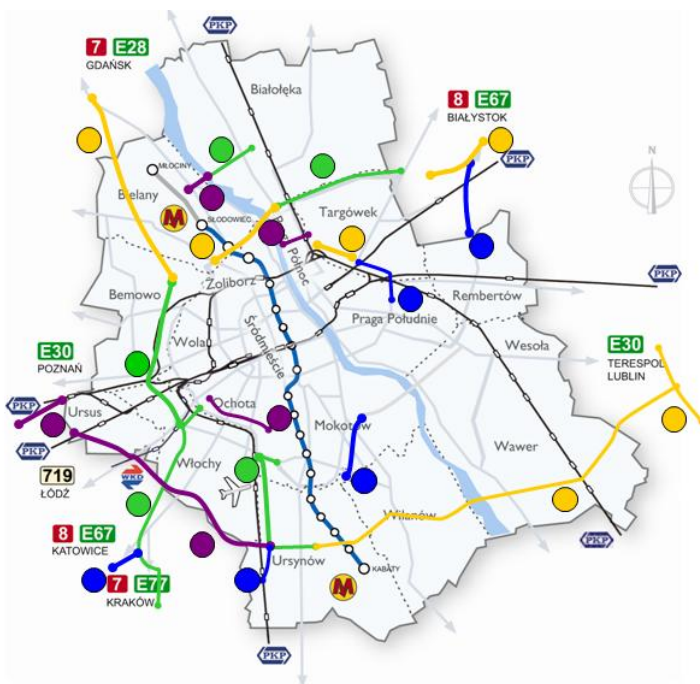 PKP
7 E28
GDAŃSK
Białołęka
8 E67
BIAŁYSTOK
N
PKP
MŁOCINY
Bielany
M
SŁODOWIEC
Targówek
Praga Północ
PKP
Żoliborz
Bemowo
Rembertów
Praga Południe
Śródmieście
Wola
Wesoła
E30
POZNAŃ
E30
TERESPOL
LUBLIN
PKP
Ursus
Ochota
Mokotów
PKP
Wawer
719
ŁÓDŹ
WKD
Włochy
Wilanów
8 E67
KATOWICE
PKP
Ursynów
7 E77
KRAKÓW
KABATY
M
PKP